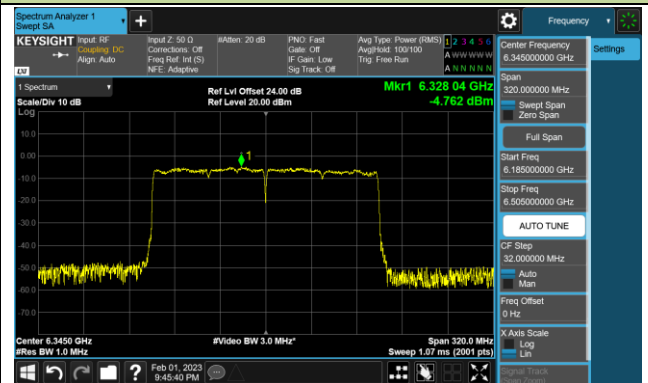 Spectrum Analyzer 1
Swept SA
+
Frequency
KEYSIGHT
Input: RF
Coupling: DC
Align: Auto
Input Z: 50 Ω
Corrections: Off
Freq Ref: Int (S)
NFE: Adaptive
#Atten: 20 dB
PNO: Fast
Gate: Off
IF Gain: Low
Sig Track: Off
Avg Type: Power (RMS)
Avg|Hold: 100/100
Trig: Free Run
1 2 3 4 5 6
A W W W W W
A N N N N N
LXI
1 Spectrum
Scale/Div 10 dB
Log
Ref Lvl Offset 24.00 dB
Ref Level 20.00 dBm
Mkr1 6.328 04 GHz
-4.762 dBm
10.0
0.00
-10.0
-20.0
-30.0
-40.0
-50.0
-60.0
-70.0
1
Center 6.3450 GHz
#Res BW 1.0 MHz
#Video BW 3.0 MHz*
Span 320.0 MHz
Sweep 1.07 ms (2001 pts)
Center Frequency
6.345000000 GHz
Settings
Span
320.000000 MHz
Swept Span
Zero Span
Full Span
Start Freq
6.185000000 GHz
Stop Freq
6.505000000 GHz
AUTO TUNE
CF Step
32.000000 MHz
Auto
Man
Freq Offset
0 Hz
X Axis Scale
Log
Lin
Signal Track
(Span Zoom)
?
Feb 01, 2023
9:45:40 PM